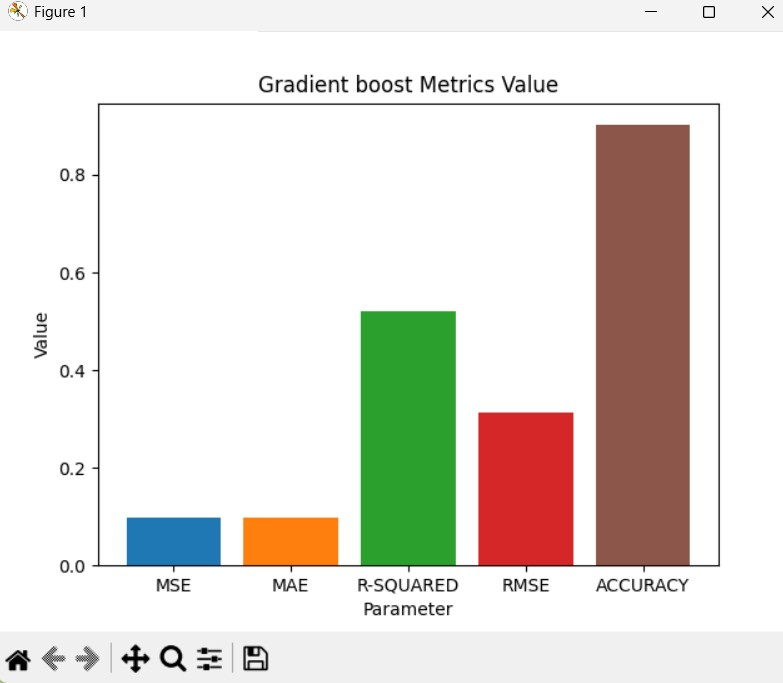 Figure 1
Gradient boost Metrics Value
Value
0.8
0.6
0.4
0.2
0.0
MSE MAE R-SQUARED RMSE ACCURACY
Parameter